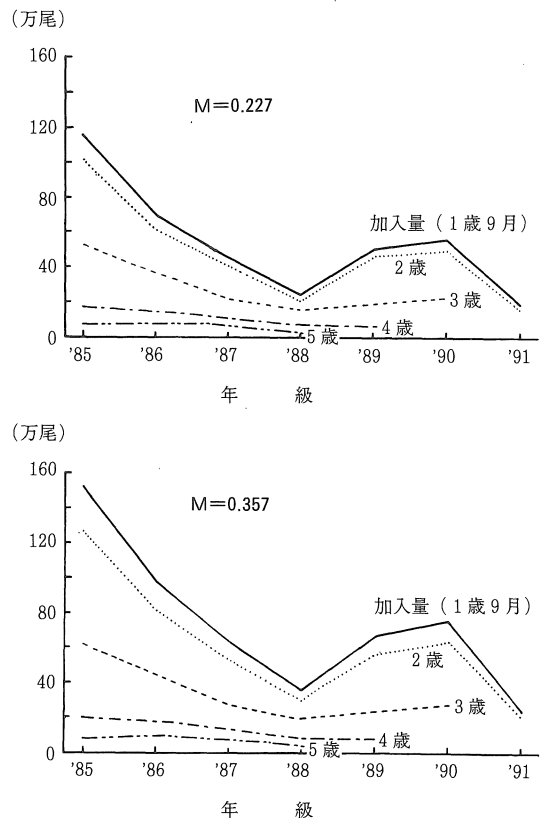 (万尾)
160
M=0.227
120
80
加入量(1歳9月)
2歳
40
3歳
4歳
0
5歳
'85 '86 '87 '88 '89 '90 '91
年 級
(万尾)
160
M=0.357
120
加入量(1歳9月)
80
2歳
40
3歳
4歳
0
5歳
'85 '86 '87 '88 '89 '90 '91
年 級